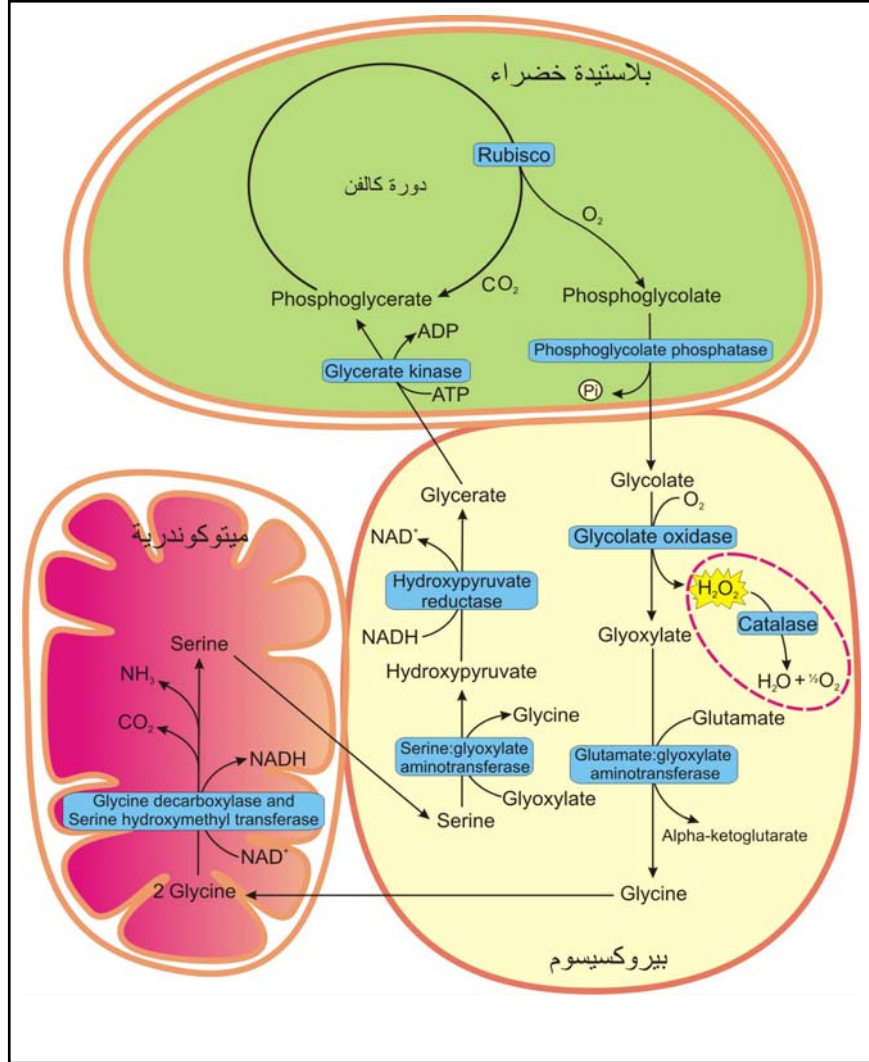 بلاستيدة خضراء
Rubisco
دورة كالفن
O₂
CO₂
Phosphoglycerate
Phosphoglycolate
ADP
Glycerate kinase
ATP
Phosphoglycolate phosphatase
Pi
Glycolate
O₂
Glycolate oxidase
H₂O₂
Catalase
H₂O + ½O₂
Glyoxylate
Glutamate
Glutamate:glyoxylate
aminotransferase
Alpha-ketoglutarate
Glycine
Glycerate
NAD⁺
Hydroxypyruvate
reductase
NADH
Hydroxypyruvate
Glycine
Serine:glyoxylate
aminotransferase
Glyoxylate
Serine
بيروكسيسوم
ميتوكوندرية
Serine
NH₃
CO₂
NADH
Glycine decarboxylase and
Serine hydroxymethyl transferase
NAD⁺
2 Glycine